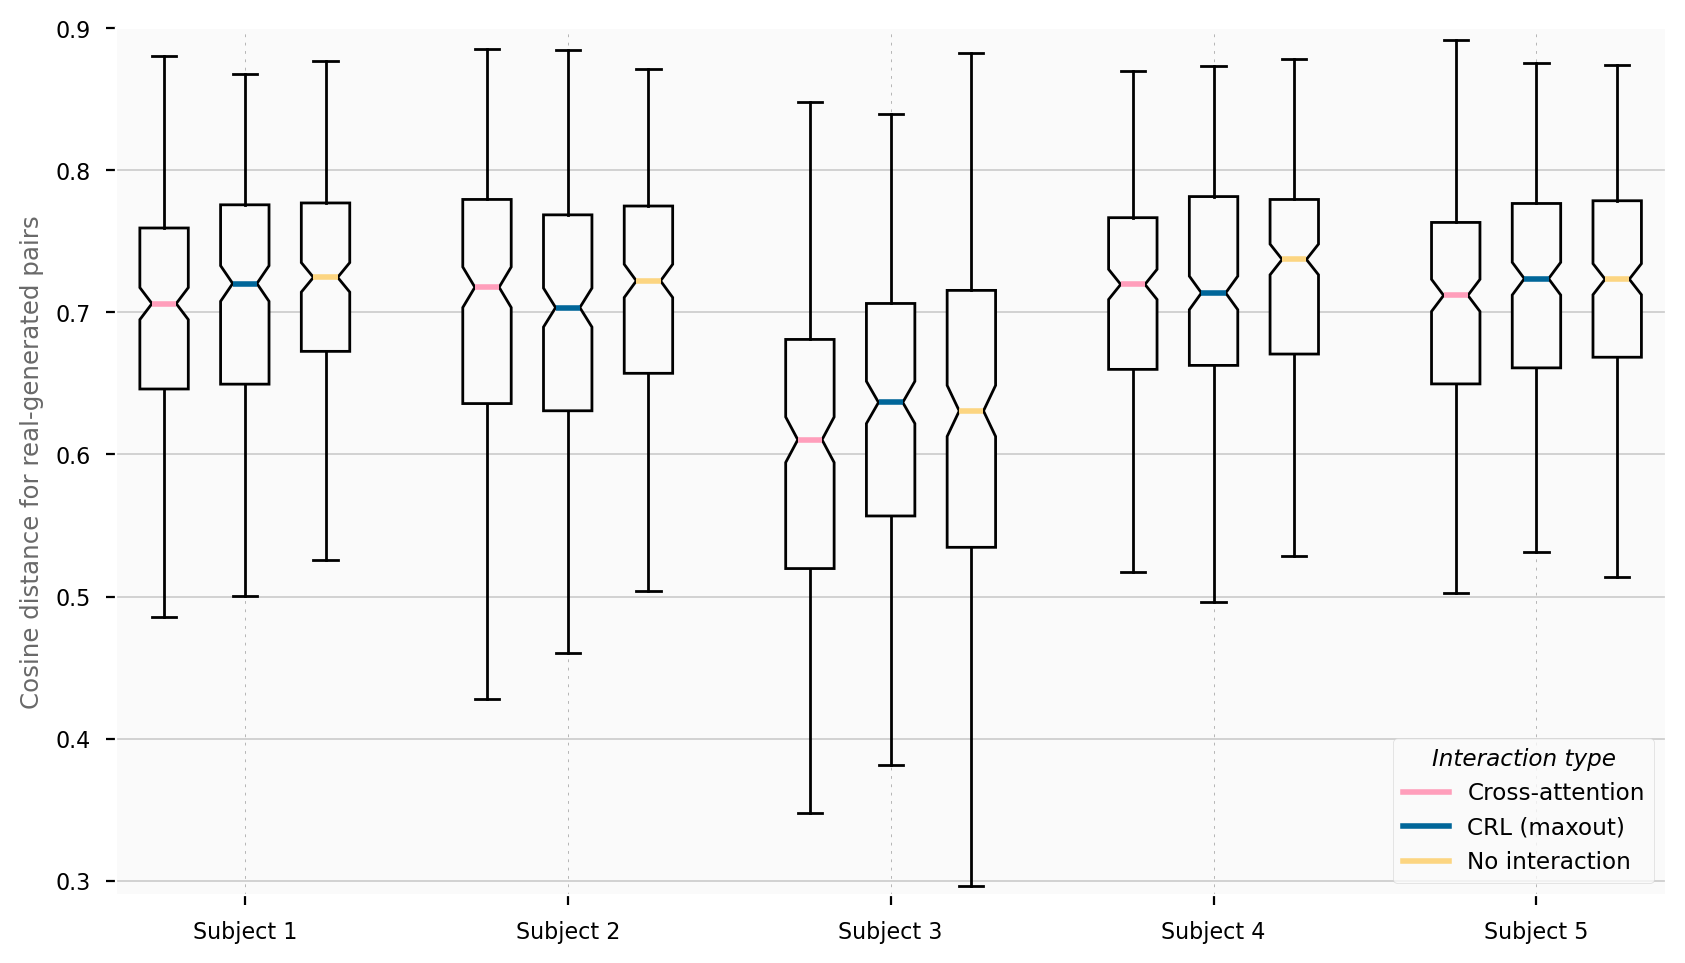 Cosine distance for real-generated pairs
0.9
0.8
0.7
0.6
0.5
0.4
0.3
Subject 1
Subject 2
Subject 3
Subject 4
Subject 5
Interaction type
Cross-attention
CRL (maxout)
No interaction